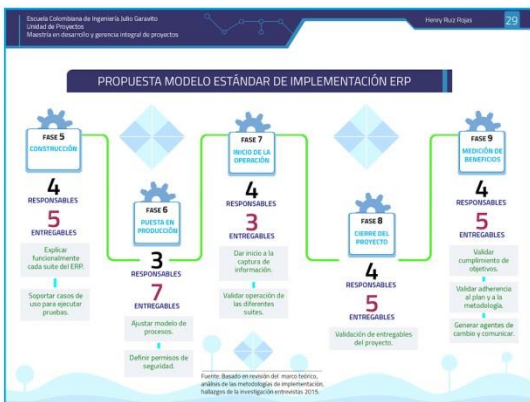 Escuela Colombiana de Ingeniería Julio Garavito
Unidad de Proyectos
Maestría en desarrollo y gerencia integral de proyectos
Henry Ruiz Rojas
29
PROPUESTA MODELO ESTÁNDAR DE IMPLEMENTACIÓN ERP
FASE 5
CONSTRUCCIÓN
4
RESPONSABLES
5
ENTREGABLES
Explicar
funcionalmente
cada suite del ERP.
Soportar casos de
uso para ejecutar
pruebas.
FASE 6
PUESTA EN
PRODUCCIÓN
3
RESPONSABLES
7
ENTREGABLES
Ajustar modelo de
procesos.
Definir permisos de
seguridad.
FASE 7
INICIO DE LA
OPERACIÓN
4
RESPONSABLES
3
ENTREGABLES
Dar inicio a la
captura de
información.
Validar operación de
las diferentes
suites.
FASE 8
CIERRE DEL
PROYECTO
4
RESPONSABLES
5
ENTREGABLES
Validación de entregables
del proyecto.
FASE 9
MEDICIÓN DE
BENEFICIOS
4
RESPONSABLES
5
ENTREGABLES
Validar
cumplimiento de
objetivos.
Validar adherencia
al plan y a la
metodología.
Generar agentes de
cambio y comunicar.
Fuente: Basado en revisión del marco teórico,
análisis de las metodologías de implementación,
hallazgos de la investigación entrevistas 2015.